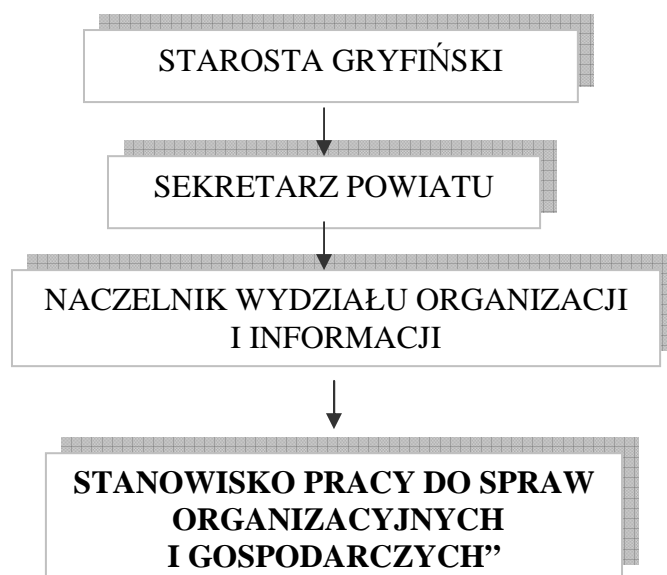 STAROSTA GRYFIŃSKI
SEKRETARZ POWIATU
NACZELNIK WYDZIAŁU ORGANIZACJI
I INFORMACJI
STANOWISKO PRACY DO SPRAW
ORGANIZACYJNYCH
I GOSPODARCZYCH”